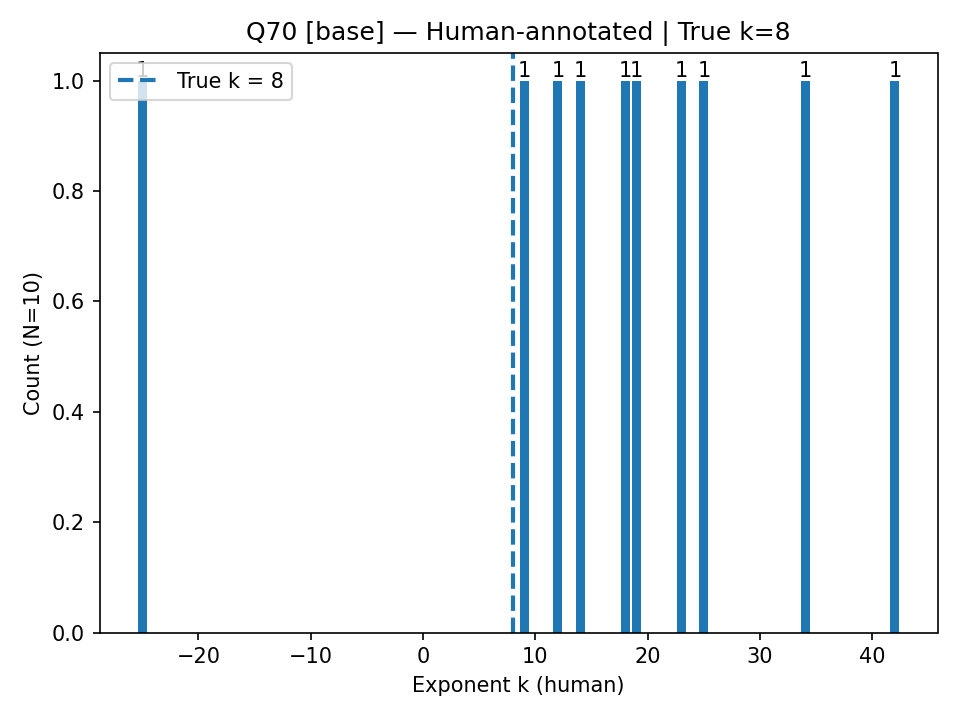 Q70 [base] — Human-annotated | True k=8
1 1 1 1 1 1 1 1 1 1
True k = 8
1.0
0.8
0.6
0.4
0.2
0.0
Count (N=10)
−20 −10 0 10 20 30 40
Exponent k (human)